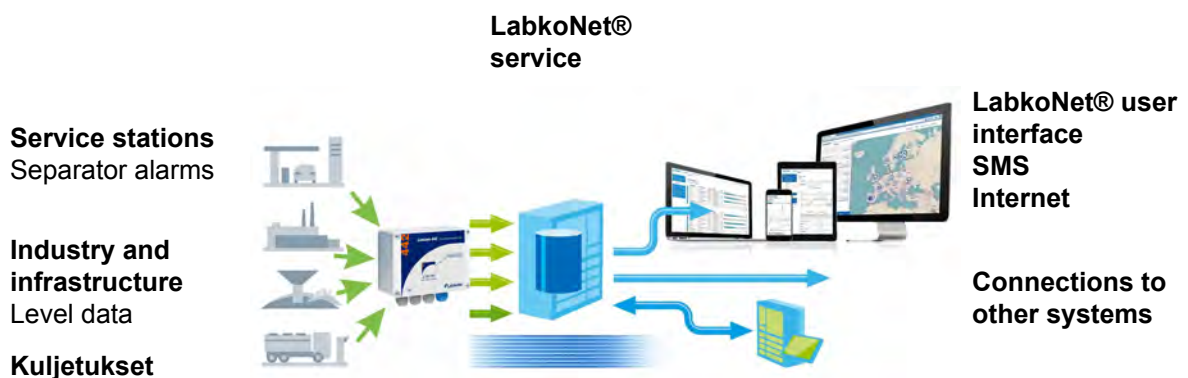 LabkoNet®
service
Service stations
Separator alarms
Industry and
infrastructure
Level data
Kuljetukset
LabkoNet® user
interface
SMS
Internet
Connections to
other systems